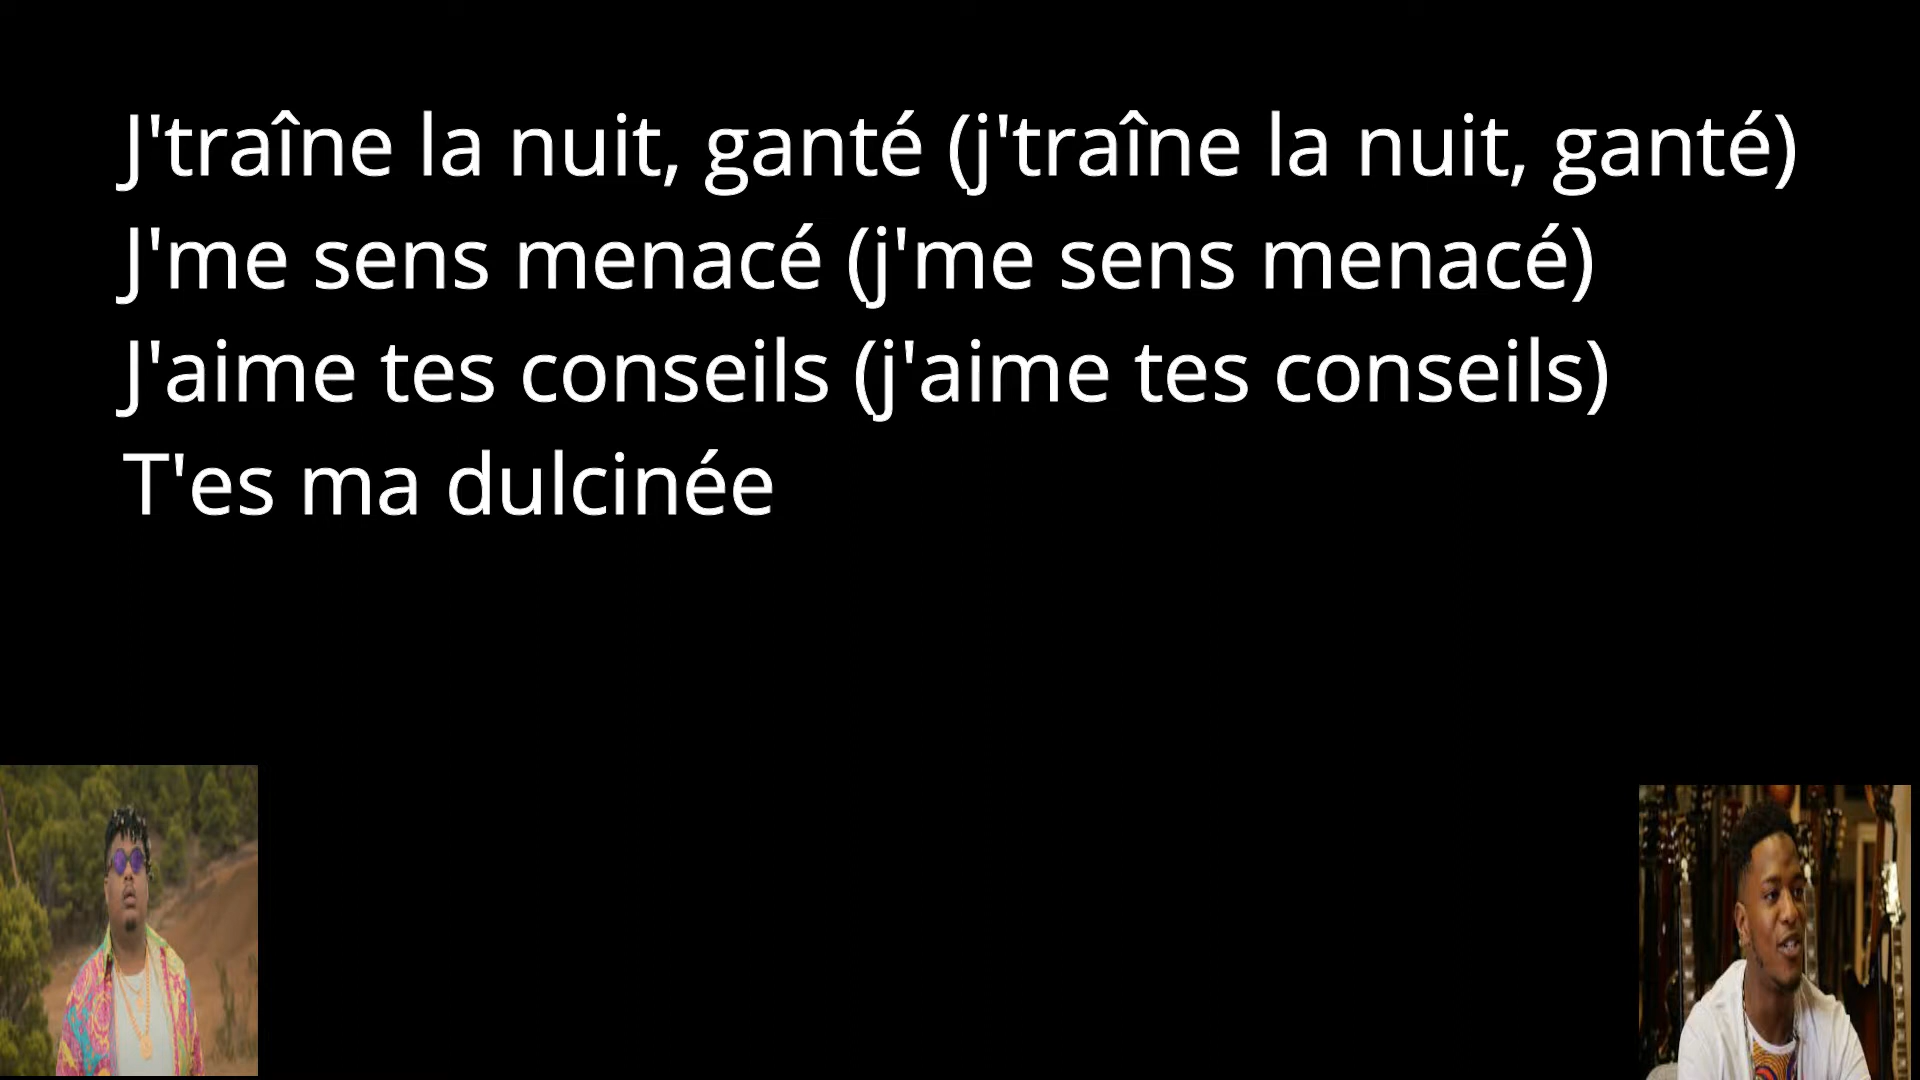 J'traîne la nuit, ganté (j'traîne la nuit, ganté)
J'me sens menacé (j'me sens menacé)
J'aime tes conseils (j'aime tes conseils)
T'es ma dulcinée